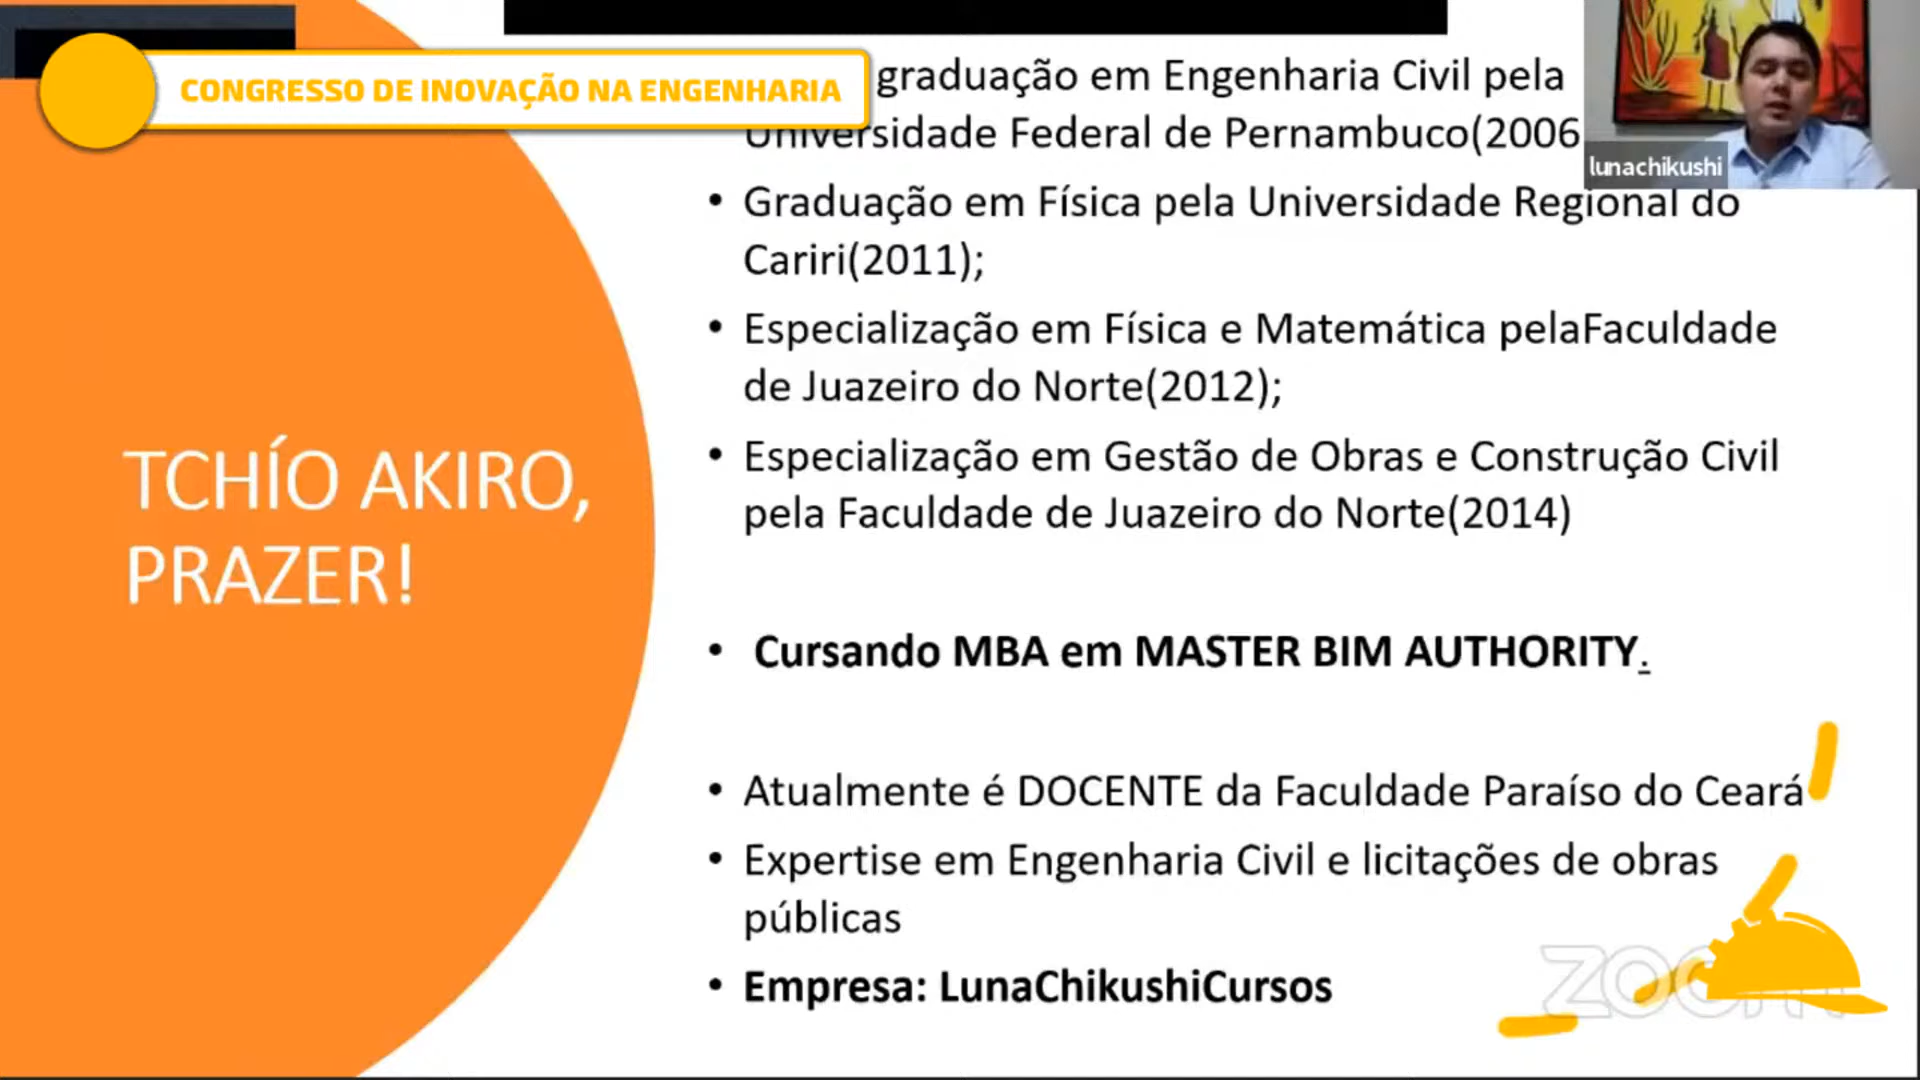 CONGRESSO DE INOVAÇÃO NA ENGENHARIA
graduação em Engenharia Civil pela
Universidade Federal de Pernambuco(2006
lunachikushi
• Graduação em Física pela Universidade Regional do
Cariri(2011);
• Especialização em Física e Matemática pelaFaculdade
de Juazeiro do Norte(2012);
• Especialização em Gestão de Obras e Construção Civil
pela Faculdade de Juazeiro do Norte(2014)
TCHÍO AKIRO,
PRAZER!
• Cursando MBA em MASTER BIM AUTHORITY.
• Atualmente é DOCENTE da Faculdade Paraíso do Ceará
• Expertise em Engenharia Civil e licitações de obras
públicas
• Empresa: LunaChikushiCursos
zoom